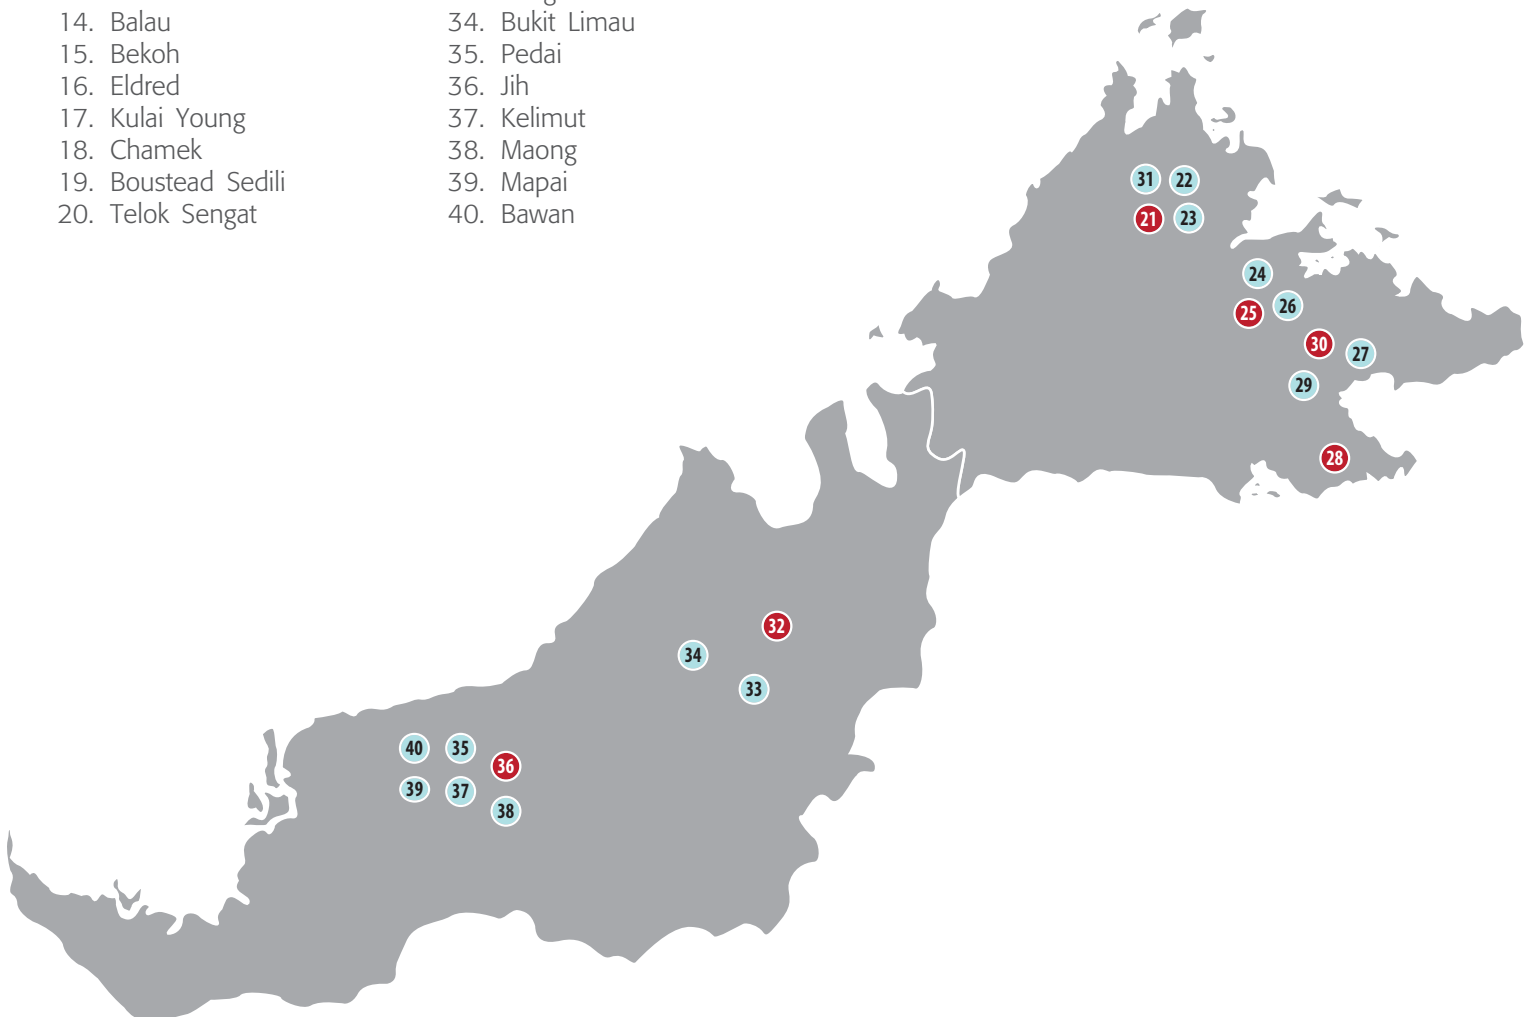 14. Balau
15. Bekoh
16. Eldred
17. Kulai Young
18. Chamek
19. Boustead Sedili
20. Telok Sengat
34. Bukit Limau
35. Pedai
36. Jih
37. Kelimut
38. Maong
39. Mapai
40. Bawan
31 22
21 23
24
25 26
30 27
29
28
32
34
33
40 35 36
39 37 38